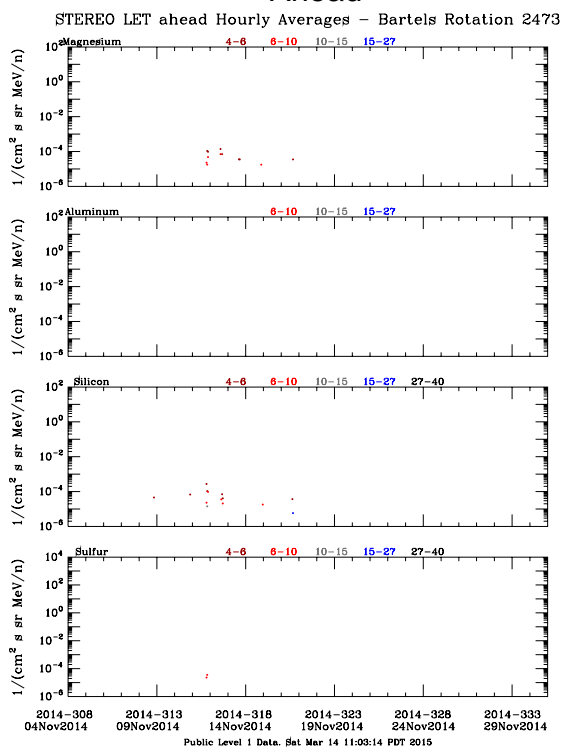 STEREO LET ahead Hourly Averages - Bartels Rotation 2473
Magnesium 4-6 6-10 15-27
10^2
10^0
10^-2
10^-4
10^-6
1/(cm^2 s sr MeV/n)
Aluminum 6-10 10-15 15-27
10^2
10^0
10^-2
10^-4
10^-6
1/(cm^2 s sr MeV/n)
Silicon 4-6 6-10 10-15 15-27 27-40
10^2
10^0
10^-2
10^-4
10^-6
1/(cm^2 s sr MeV/n)
Sulfur 4-6 6-10 10-15 15-27 27-40
10^4
10^2
10^0
10^-2
10^-4
10^-6
1/(cm^2 s sr MeV/n)
2014-308 2014-313 2014-318 2014-323 2014-328 2014-333
04Nov2014 09Nov2014 14Nov2014 19Nov2014 24Nov2014 29Nov2014
Public Level 1 Data. Sat Mar 14 11:03:14 PDT 2015